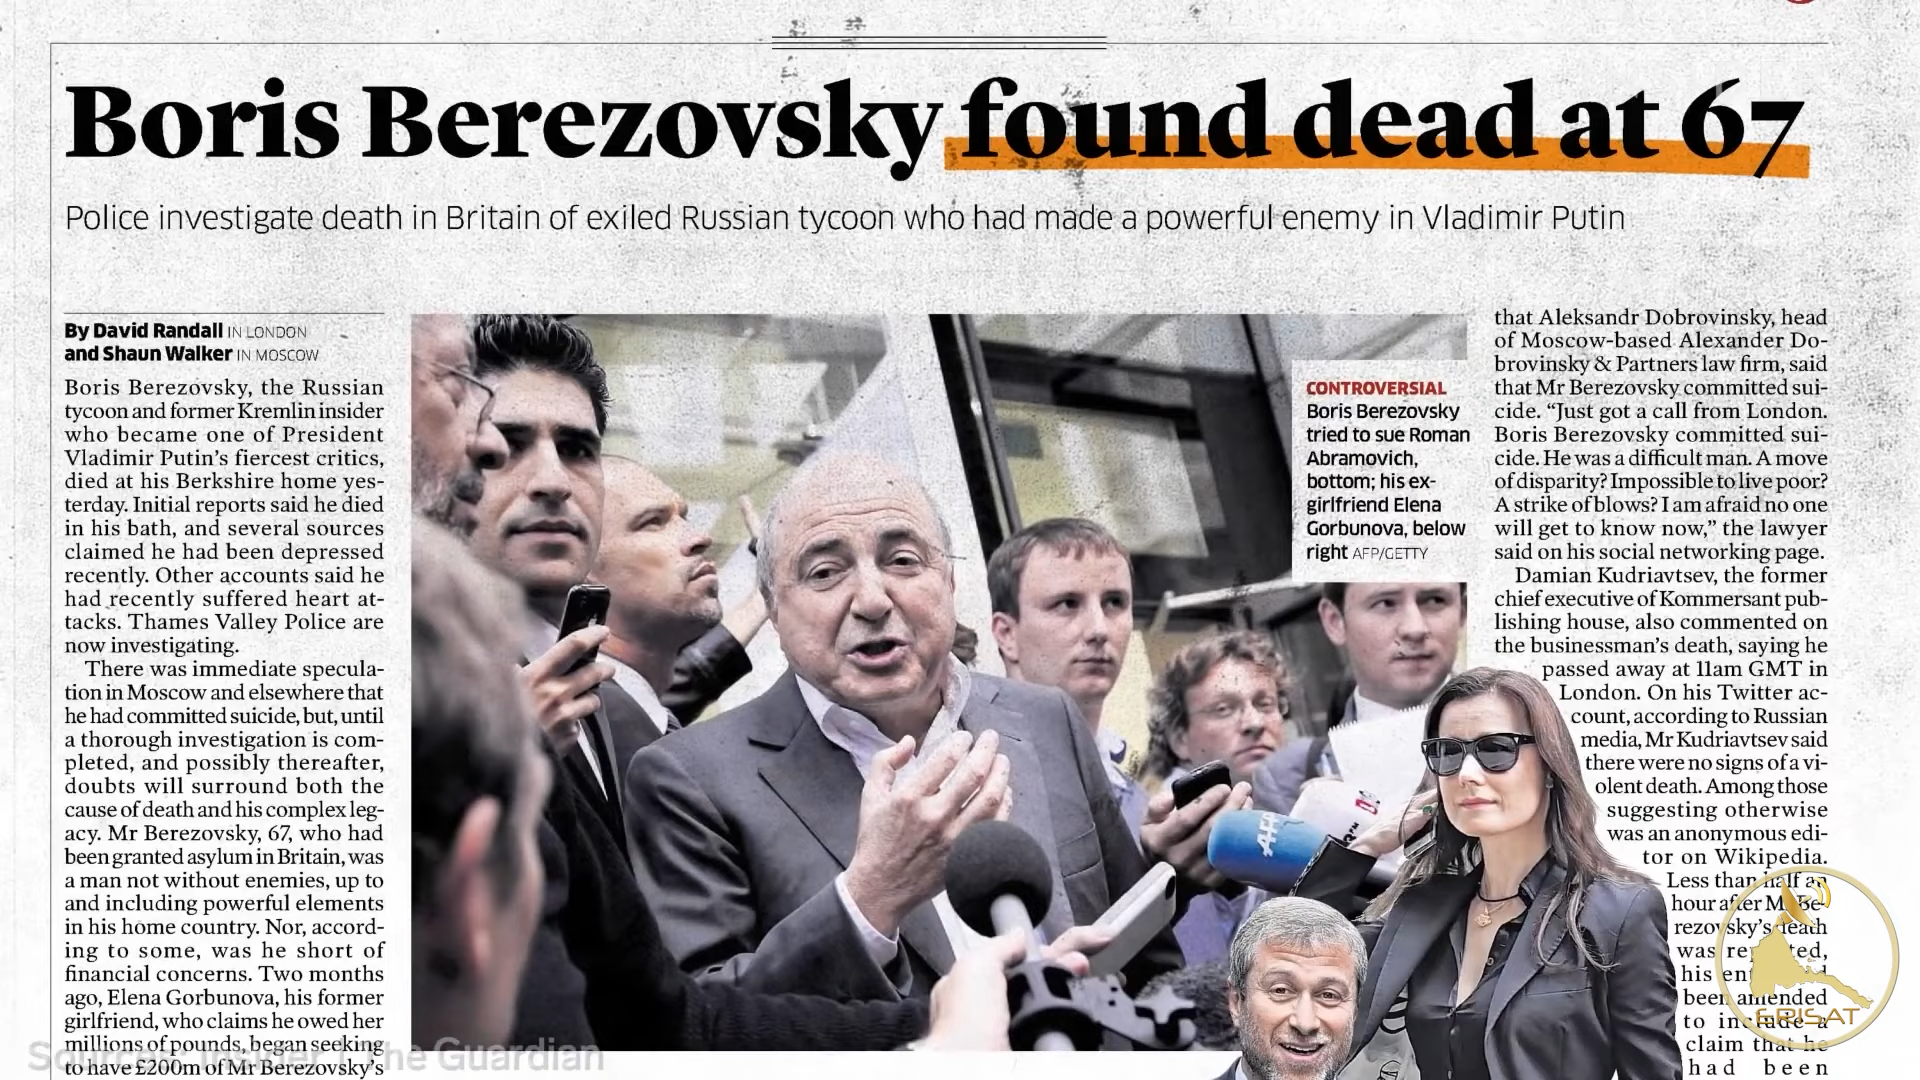 Boris Berezovsky found dead at 67
Police investigate death in Britain of exiled Russian tycoon who had made a powerful enemy in Vladimir Putin
By David Randall IN LONDON
and Shaun Walker IN MOSCOW
Boris Berezovsky, the Russian
tycoon and former Kremlin insider
who became one of President
Vladimir Putin's fiercest critics,
died at his Berkshire home yes-
terday. Initial reports said he died
in his bath, and several sources
claimed he had been depressed
recently. Other accounts said he
had recently suffered heart at-
tacks. Thames Valley Police are
now investigating.
There was immediate specula-
tion in Moscow and elsewhere that
he had committed suicide, but, until
a thorough investigation is com-
pleted, and possibly thereafter,
doubts will surround both the
cause of death and his complex leg-
acy. Mr Berezovsky, 67, who had
been granted asylum in Britain, was
a man not without enemies, up to
and including powerful elements
in his home country. Nor, accord-
ing to some, was he short of
financial concerns. Two months
ago, Elena Gorbunova, his former
girlfriend, who claims he owed her
millions of pounds, began seeking
to have £200m of Mr Berezovsky's
CONTROVERSIAL
Boris Berezovsky
tried to sue Roman
Abramovich,
bottom; his ex-
girlfriend Elena
Gorbunova, below
right AFP/GETTY
AFP
that Aleksandr Dobrovinsky, head
of Moscow-based Alexander Do-
brovinsky & Partners law firm, said
that Mr Berezovsky committed sui-
cide. “Just got a call from London.
Boris Berezovsky committed sui-
cide. He was a difficult man. A move
of disparity? Impossible to live poor?
A strike of blows? I am afraid no one
will get to know now,” the lawyer
said on his social networking page.
Damian Kudriavtsev, the former
chief executive of Kommersant pub-
lishing house, also commented on
the businessman's death, saying he
passed away at 11am GMT in
London. On his Twitter ac-
count, according to Russian
media, Mr Kudriavtsev said
there were no signs of a vi-
olent death. Among those
suggesting otherwise
was an anonymous edi-
tor on Wikipedia.
Less than half an
hour after Mr Be-
rezovsky's death
was reported,
his
been amended
to include a
claim that he
had been
ERISAT
Sources: Insider | The Guardian